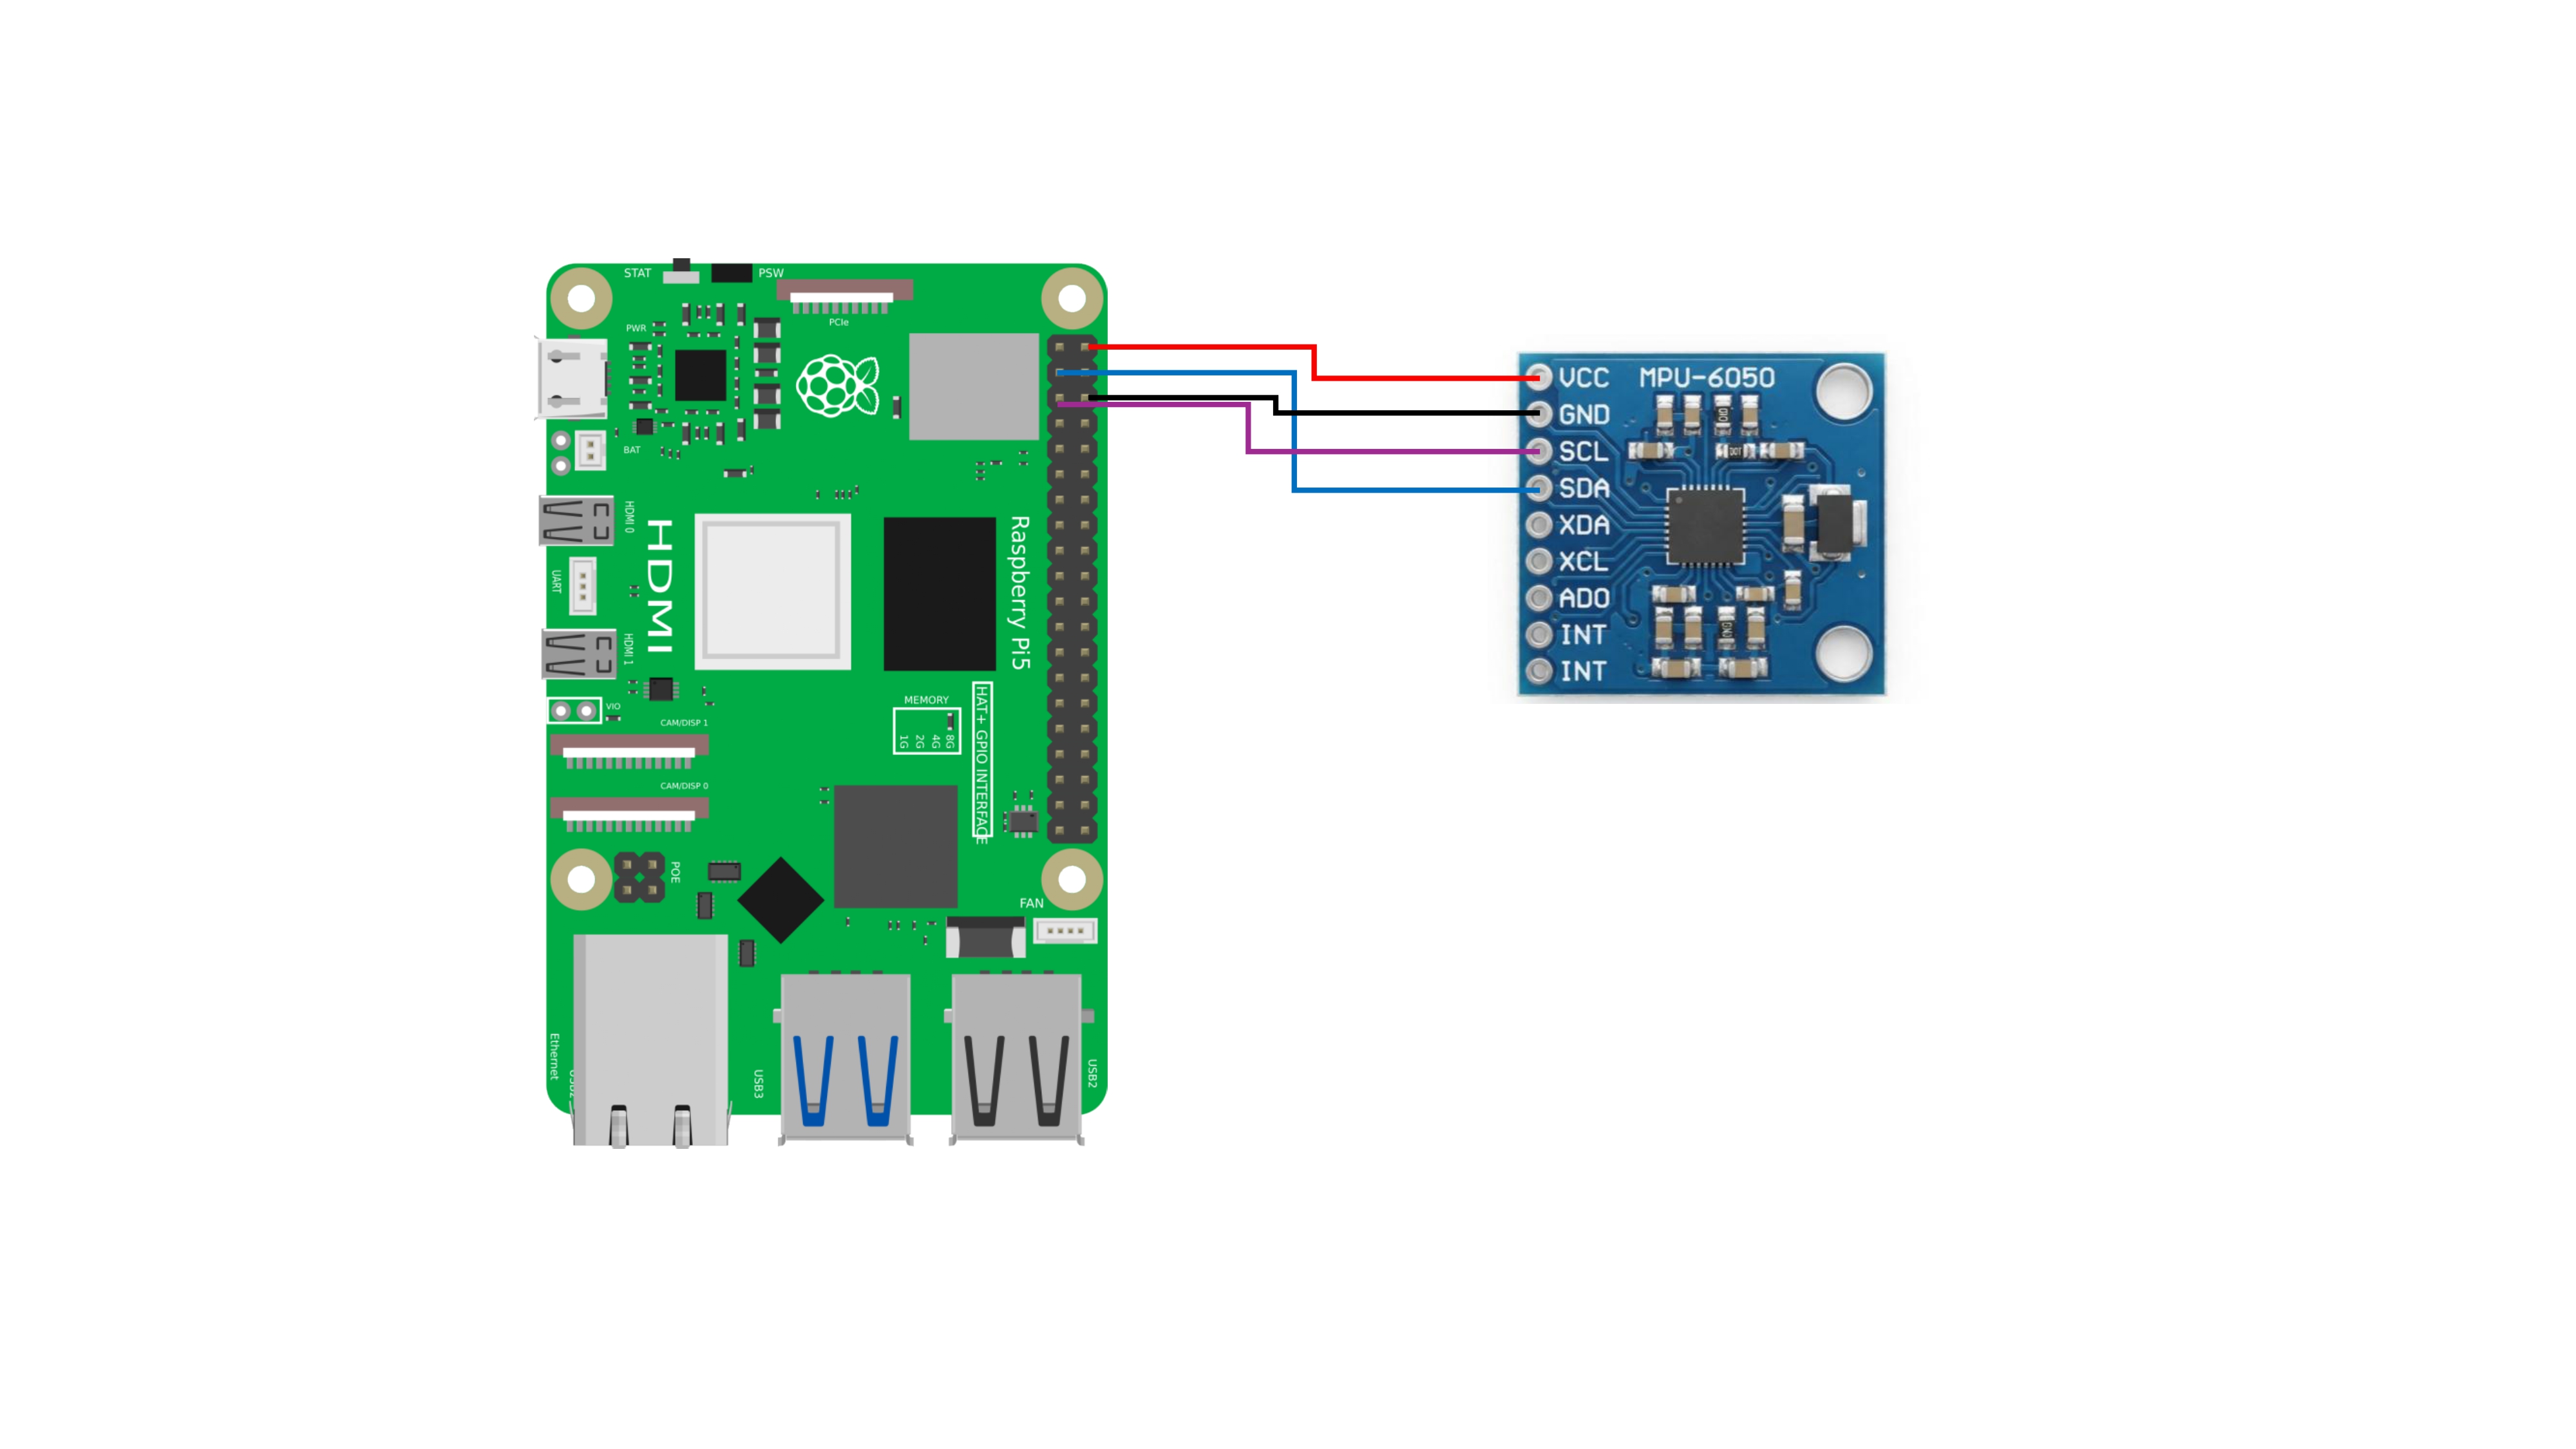 STAT
PSW
PCIe
PWR
BAT
HDMI 0
HDMI
UART
HDMI 1
Raspberry Pi5
VIO
CAM/DISP 1
CAM/DISP 0
MEMORY
1G
2G
4G
8G
HAT+ GPIO INTERFACE
POE
FAN
Ethernet
USB3
USB2
VCC
MPU-6050
GND
SCL
SDA
XDA
XCL
ADO
INT
INT